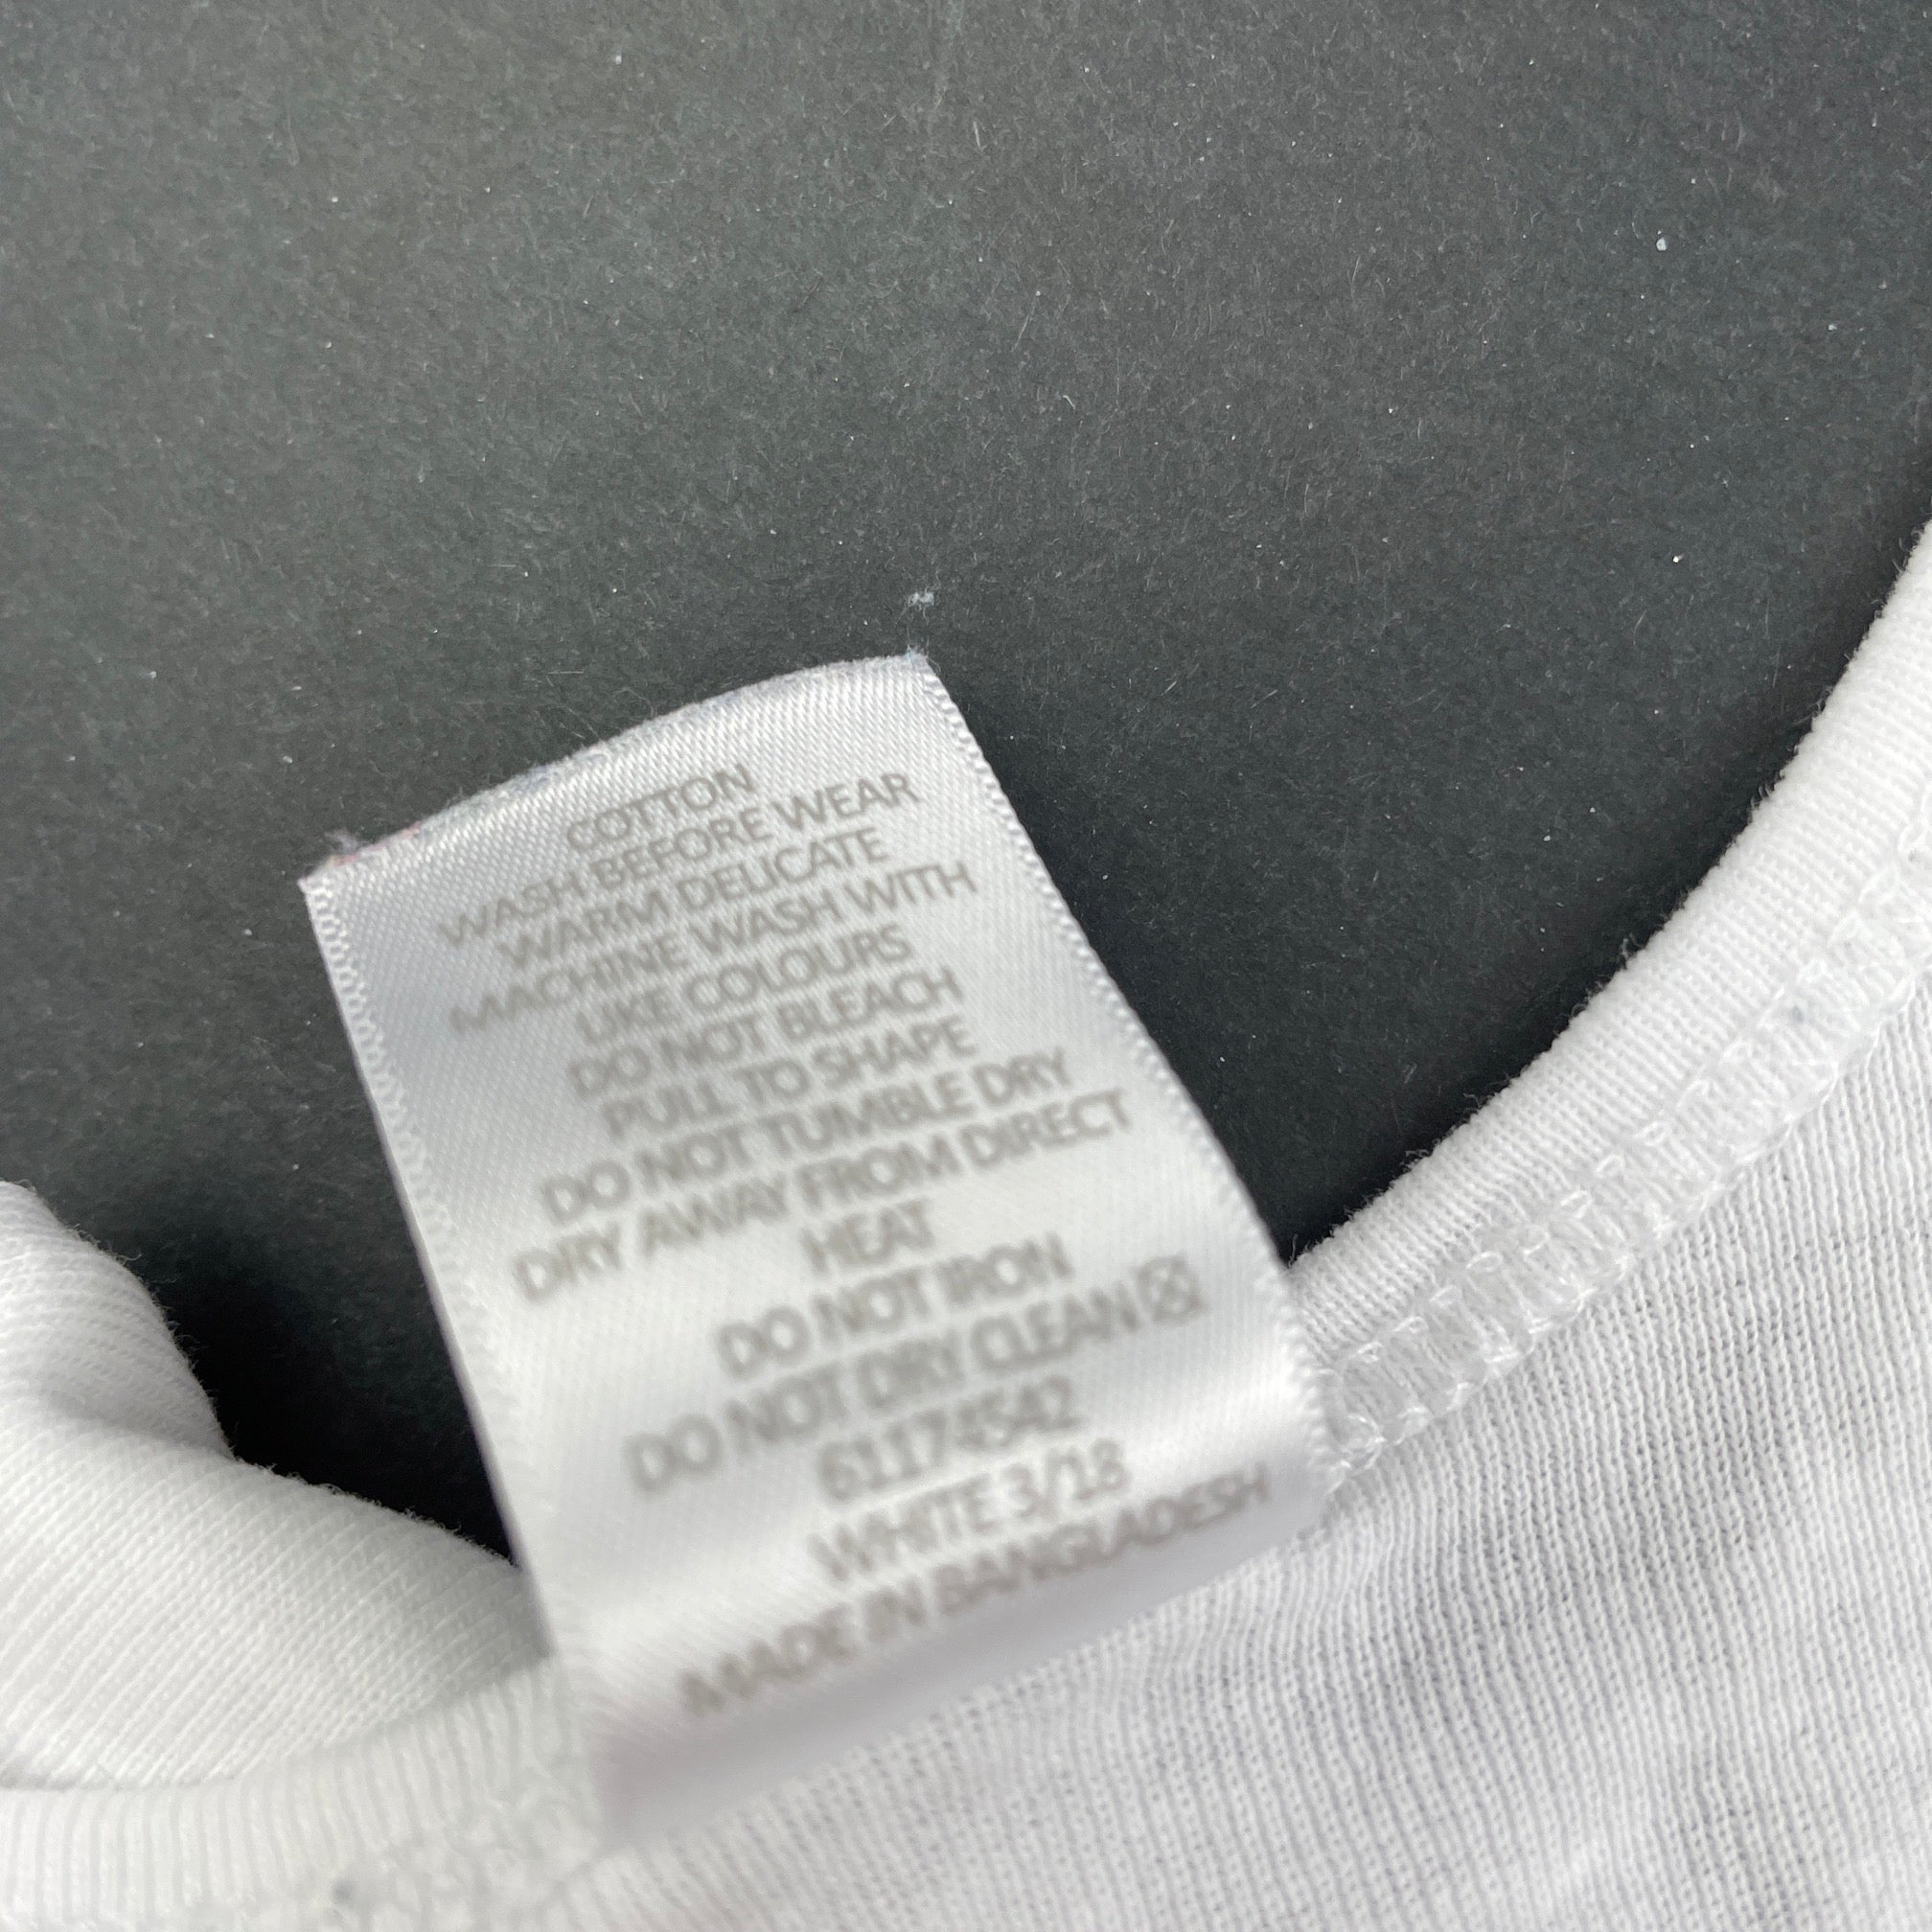 COTTON
WASH BEFORE WEAR
WARM DELICATE
MACHINE WASH WITH
LIKE COLOURS
DO NOT BLEACH
PULL TO SHAPE
DO NOT TUMBLE DRY
DRY AWAY FROM DIRECT
HEAT
DO NOT IRON
DO NOT DRY CLEAN
61174542
WHITE 3/18
MADE IN BANGLADESH